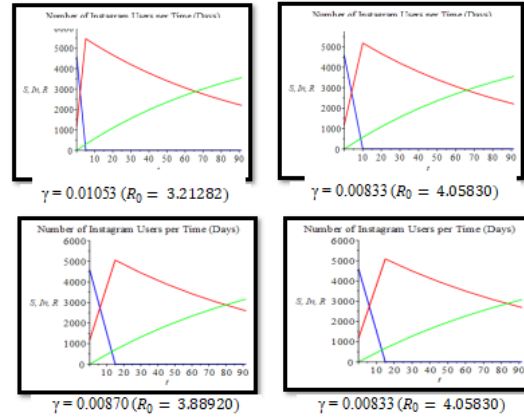 Number of Instagram Users per Time (Days)
6000
5000
4000
S, In, R 3000
2000
1000
0
10 20 30 40 50 60 70 80 90
γ = 0.01053 (R₀ = 3.21282)
Number of Instagram Users per Time (Days)
5000
4000
S, In, R 3000
2000
1000
0
10 20 30 40 50 60 70 80 90
t
γ = 0.00833 (R₀ = 4.05830)
Number of Instagram Users per Time (Days)
6000
5000
4000
S, In, R 3000
2000
1000
0
10 20 30 40 50 60 70 80 90
t
γ = 0.00870 (R₀ = 3.88920)
Number of Instagram Users per Time (Days)
6000
5000
4000
S, In, R 3000
2000
1000
0
10 20 30 40 50 60 70 80 90
t
γ = 0.00833 (R₀ = 4.05830)